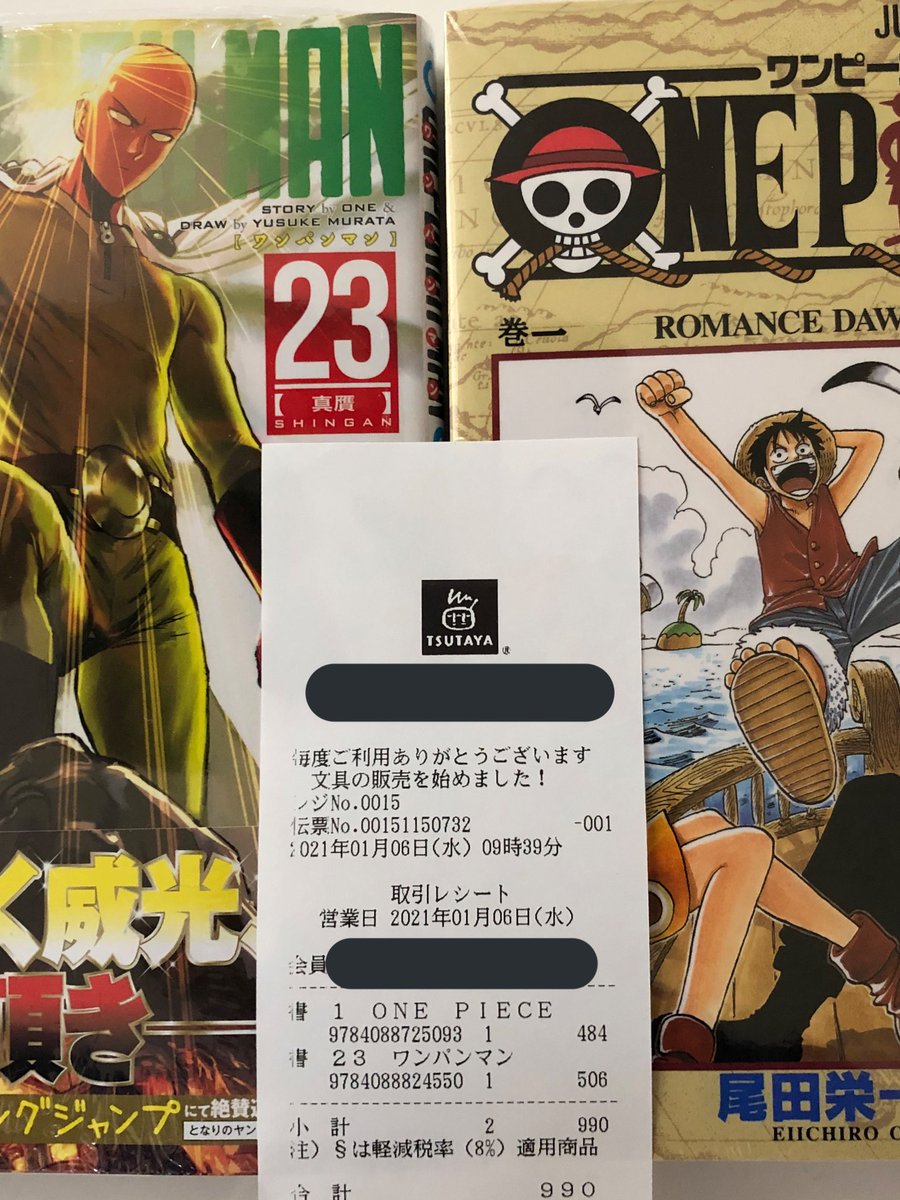 MAN
STORY by ONE &
DRAW by YUSUKE MURATA
【ワンパンマン】
23
【真贋】
SHINGAN
く威光、
頂き——
ングジャンプ にて絶賛
となりのヤン
ワンピー
ONE P
巻一
ROMANCE DAW
尾田栄一
EIICHIRO
TSUTAYA
毎度ご利用ありがとうございます
文具の販売を始めました!
レジNo.0015
伝票No.00151150732 -001
2021年01月06日(水) 09時39分
取引レシート
営業日 2021年01月06日(水)
会員
書 1 ONE PIECE
9784088725093 1 484
書 23 ワンパンマン
9784088824550 1 506
小 計 2 990
注)§は軽減税率(8%)適用商品
合 計 990